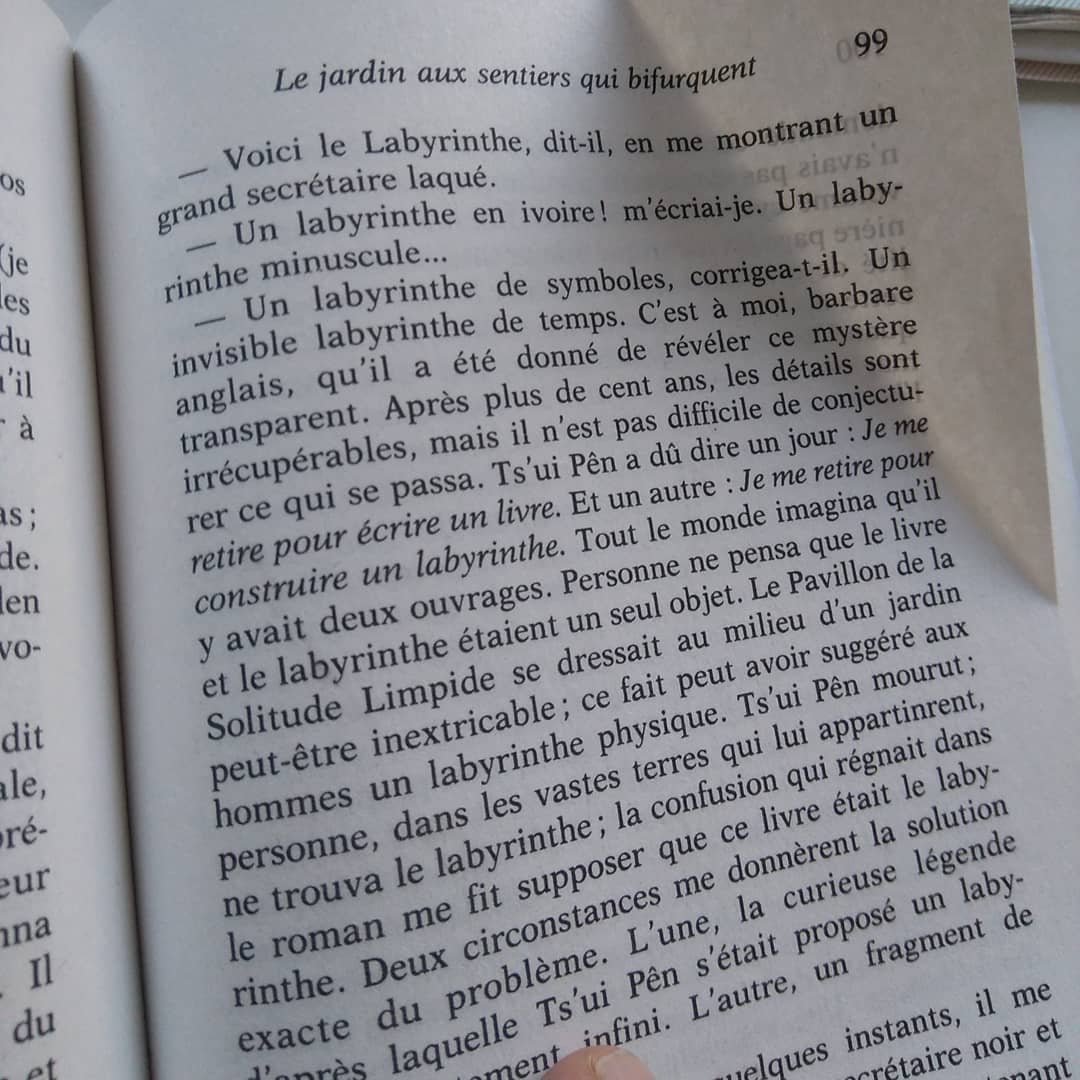 os
(je
les
du
'il
à
as ;
de.
den
vo-
dit
ale,
pré-
eur
nna
. Il
du
et
99
Le jardin aux sentiers qui bifurquent
— Voici le Labyrinthe, dit-il, en me montrant un
grand secrétaire laqué.
— Un labyrinthe en ivoire! m'écriai-je. Un laby-
rinthe minuscule...
— Un labyrinthe de symboles, corrigea-t-il. Un
invisible labyrinthe de temps. C'est à moi, barbare
anglais, qu'il a été donné de révéler ce mystère
transparent. Après plus de cent ans, les détails sont
irrécupérables, mais il n'est pas difficile de conjectu-
rer ce qui se passa. Ts'ui Pên a dû dire un jour : Je me
retire pour écrire un livre. Et un autre : Je me retire pour
construire un labyrinthe. Tout le monde imagina qu'il
y avait deux ouvrages. Personne ne pensa que le livre
et le labyrinthe étaient un seul objet. Le Pavillon de la
Solitude Limpide se dressait au milieu d'un jardin
peut-être inextricable ; ce fait peut avoir suggéré aux
hommes un labyrinthe physique. Ts'ui Pên mourut ;
personne, dans les vastes terres qui lui appartinrent,
ne trouva le labyrinthe ; la confusion qui régnait dans
le roman me fit supposer que ce livre était le laby-
rinthe. Deux circonstances me donnèrent la solution
exacte du problème. L'une, la curieuse légende
d'après laquelle Ts'ui Pên s'était proposé un laby-
ment infini. L'autre, un fragment de
uelques instants, il me
crétaire noir et
tenant